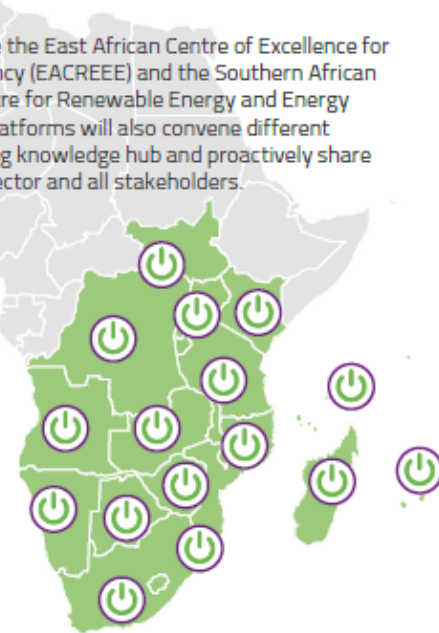 the East African Centre of Excellence for
ncy (EACREEE) and the Southern African
tre for Renewable Energy and Energy
atforms will also convene different
g knowledge hub and proactively share
ector and all stakeholders.